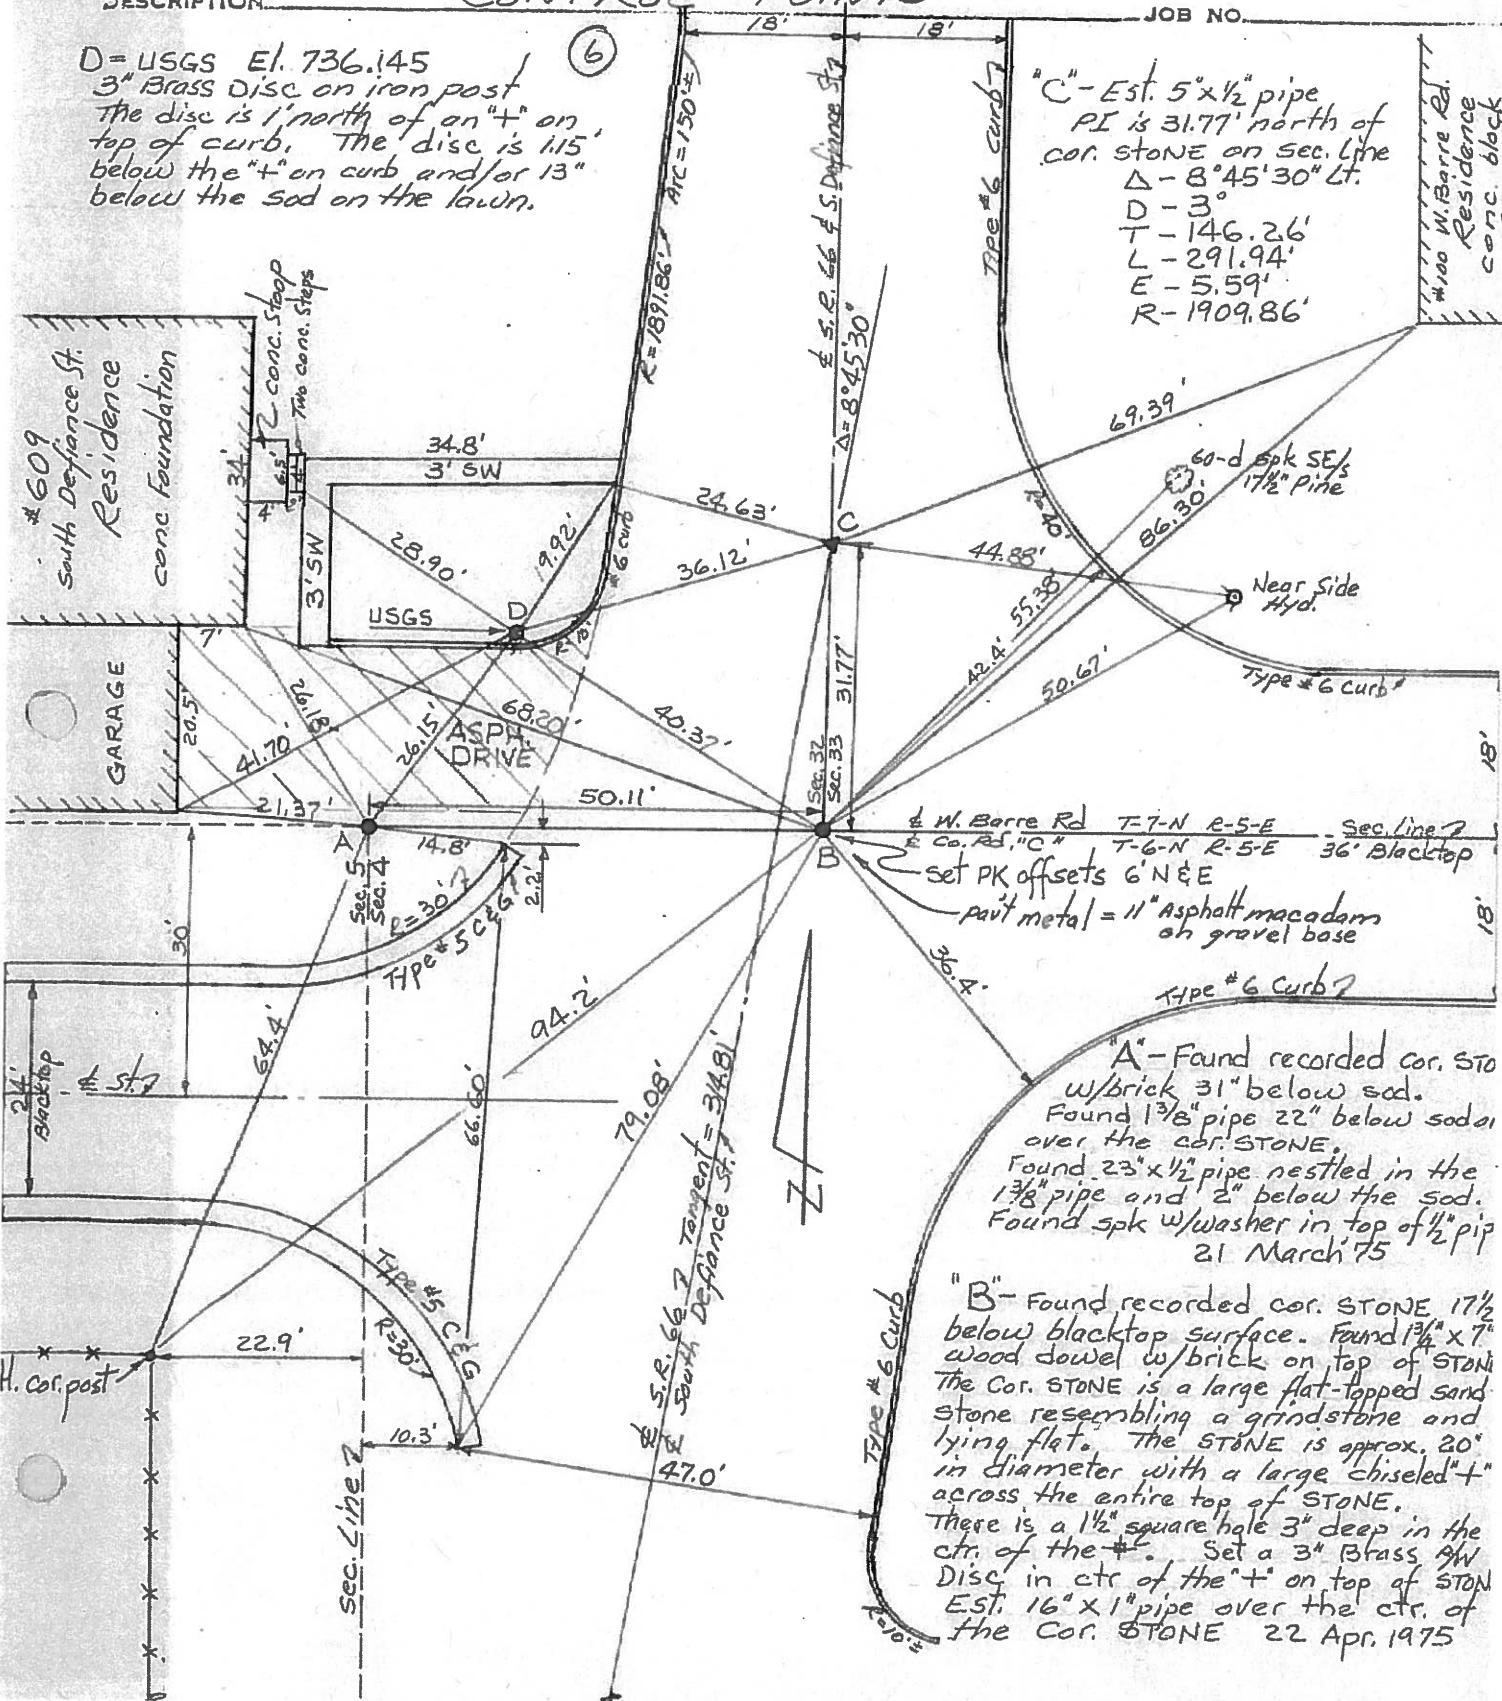 DESCRIPTION
CONTROL POINTS
JOB NO.
6
D = USGS El. 736.145
3" Brass Disc on iron post
The disc is 1' north of an "+" on
top of curb. The disc is 1.15'
below the "+" on curb and/or 13"
below the sod on the lawn.
18'
18'
"C" - Est. 5" x ½" pipe
PI is 31.77' north of
cor. STONE on sec. line
Δ - 8°45'30" Lt.
D - 3°
T - 146.26'
L - 291.94'
E - 5.59'
R - 1909.86'
#100 W. Barre Rd.
Residence
conc. block
R=1891.86' Arc=150'±
℄ S.R. 66 & S. Defiance St.
Δ=8°45'30"
Type #6 curb
conc. Stoop
Two conc. Steps
#609
South Defiance St.
Residence
conc Foundation
34'
6.5'
4'
4'
34.8'
3' SW
3' SW
28.90'
19.92'
#6 curb
24.63'
36.12'
C
69.39'
60-d spk SE/s
17½" Pine
R=40'
86.30'
44.88'
55.38'
Near Side
Hyd.
42.4'
50.67'
Type #6 curb
USGS
D
7'
GARAGE
20.5'
26.18'
41.70'
26.15'
68.20'
ASPH.
DRIVE
40.37'
31.77'
Sec. 32
Sec. 33
21.37'
50.11'
18'
℄ W. Barre Rd T-7-N R-5-E Sec. line
℄ Co. Rd. "C" T-6-N R-5-E 36' Blacktop
A
14.8'
2.2'
B
set PK offsets 6' N & E
pav't metal = 11" Asphalt macadam
on gravel base
18'
Sec. 5
Sec. 4
R=30'
Type #5 C & G
30'
36.4'
Type #6 Curb
24'
Blacktop
℄ St.
64.4'
94.2'
66.60'
79.08'
Tangent = 314.81'
℄ S.R. 66
℄ South Defiance St.
N
"A" - Found recorded cor. STO
w/brick 31" below sod.
Found 1⅜" pipe 22" below sod
over the cor. STONE.
Found 23" x ½" pipe nestled in the
1⅜" pipe and 2" below the sod.
Found spk w/washer in top of ½" pip
21 March '75
Type #5 C & G
R=30'
22.9'
H. cor. post
10.3'
47.0'
sec. Line
Type #6 Curb
R=10'±
"B" - Found recorded cor. STONE 17½
below blacktop surface. Found 1¾" x 7"
wood dowel w/brick on top of STON
The Cor. STONE is a large flat-topped sand
stone resembling a grindstone and
lying flat. The STONE is approx. 20"
in diameter with a large chiseled "+"
across the entire top of STONE.
There is a 1½" square hole 3" deep in the
ctr. of the +. Set a 3" Brass R/W
Disc in ctr of the "+" on top of STON
Est. 16" x 1" pipe over the ctr. of
the Cor. STONE 22 Apr. 1975